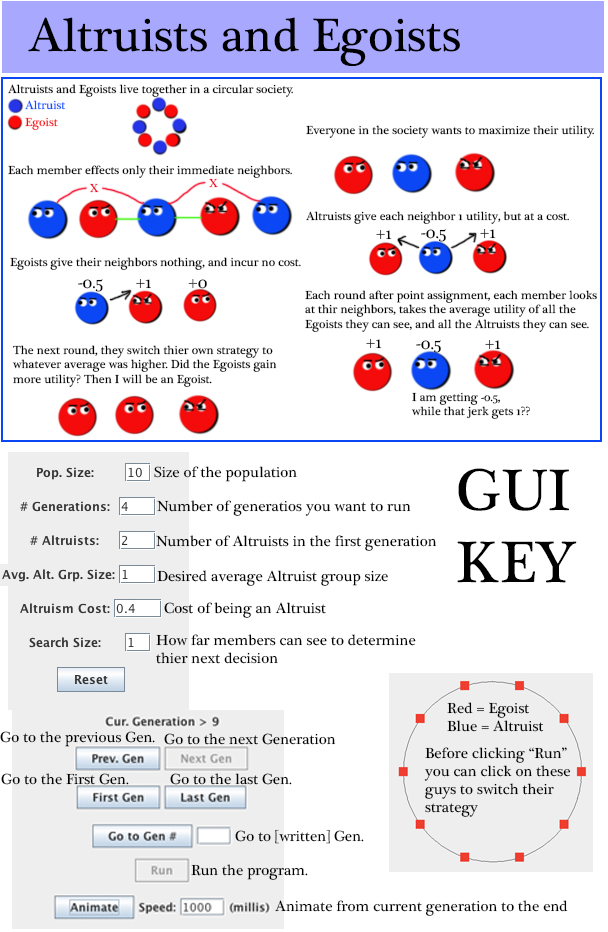 Altruists and Egoists
Altruists and Egoists live together in a circular society.
Altruist
Egoist
Each member effects only their immediate neighbors.
X
X
Egoists give their neighbors nothing, and incur no cost.
-0.5
+1
+0
The next round, they switch thier own strategy to
whatever average was higher. Did the Egoists gain
more utility? Then I will be an Egoist.
Everyone in the society wants to maximize their utility.
Altruists give each neighbor 1 utility, but at a cost.
+1
-0.5
+1
Each round after point assignment, each member looks
at thir neighbors, takes the average utility of all the
Egoists they can see, and all the Altruists they can see.
+1
-0.5
+1
I am getting -0.5,
while that jerk gets 1??
GUI
KEY
Pop. Size: 10 Size of the population
# Generations: 4 Number of generatios you want to run
# Altruists: 2 Number of Altruists in the first generation
Avg. Alt. Grp. Size: 1 Desired average Altruist group size
Altruism Cost: 0.4 Cost of being an Altruist
Search Size: 1 How far members can see to determine
thier next decision
Reset
Cur. Generation > 9
Go to the previous Gen. Go to the next Generation
Prev. Gen Next Gen
Go to the First Gen. Go to the last Gen.
First Gen Last Gen
Go to Gen # Go to [written] Gen.
Run Run the program.
Animate Speed: 1000 (millis) Animate from current generation to the end
Red = Egoist
Blue = Altruist
Before clicking “Run”
you can click on these
guys to switch their
strategy